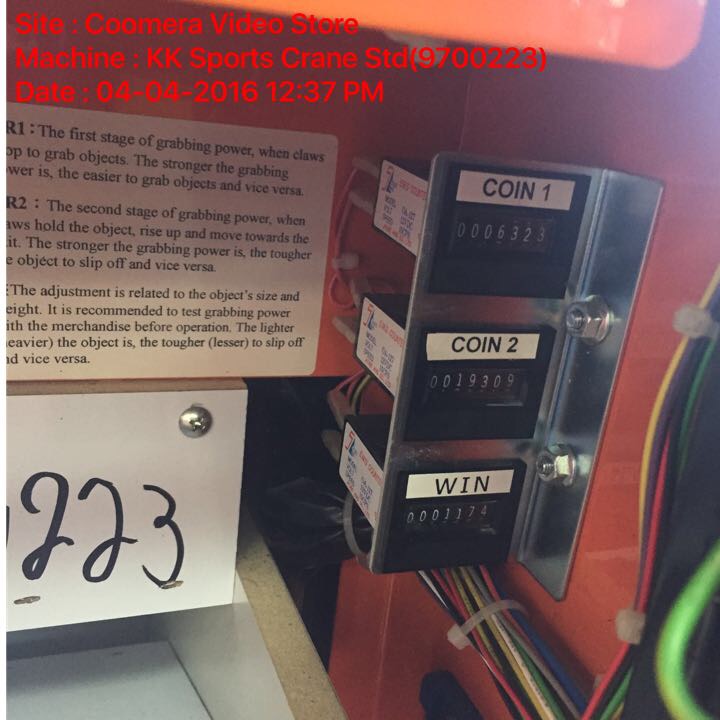 Site : Coomera Video Store
Machine : KK Sports Crane Std(9700223)
Date : 04-04-2016 12:37 PM
R1 : The first stage of grabbing power, when claws
op to grab objects. The stronger the grabbing
ower is, the easier to grab objects and vice versa.
R2 : The second stage of grabbing power, when
aws hold the object, rise up and move towards the
it. The stronger the grabbing power is, the tougher
e object to slip off and vice versa.
:The adjustment is related to the object's size and
eight. It is recommended to test grabbing power
ith the merchandise before operation. The lighter
eavier) the object is, the tougher (lesser) to slip off
nd vice versa.
COIN 1
0006323
COIN 2
0019309
WIN
0001174
223